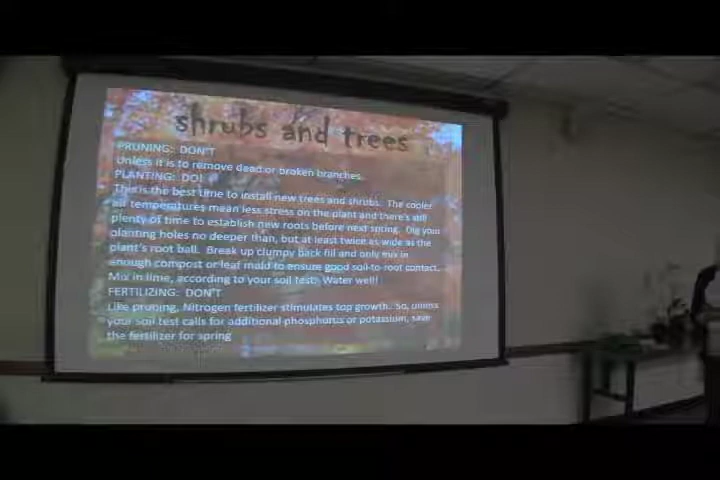 shrubs and trees
PRUNING: DON'T
Unless it is to remove dead or broken branches.
PLANTING: DO!
This is the best time to install new trees and shrubs. The cooler
air temperatures mean less stress on the plant and there's still
plenty of time to establish new roots before next spring. Dig your
planting holes no deeper than, but at least twice as wide as the
plant's root ball. Break up clumpy back fill and only mix in
enough compost or leaf mold to ensure good soil-to-root contact.
Mix in lime, according to your soil test. Water well!
FERTILIZING: DON'T
Like pruning, Nitrogen fertilizer stimulates top growth. So, unless
your soil test calls for additional phosphorus or potassium, save
the fertilizer for spring